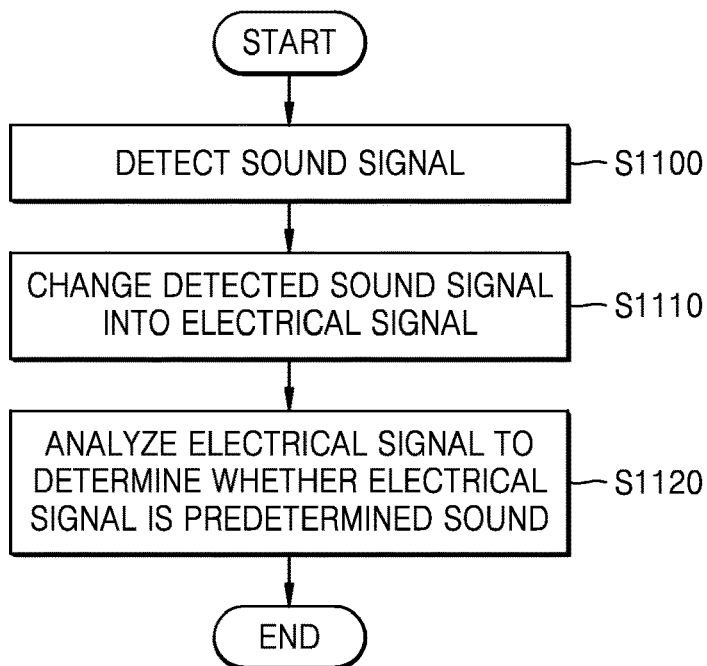 START
DETECT SOUND SIGNAL
S1100
CHANGE DETECTED SOUND SIGNAL
INTO ELECTRICAL SIGNAL
S1110
ANALYZE ELECTRICAL SIGNAL TO
DETERMINE WHETHER ELECTRICAL
SIGNAL IS PREDETERMINED SOUND
S1120
END